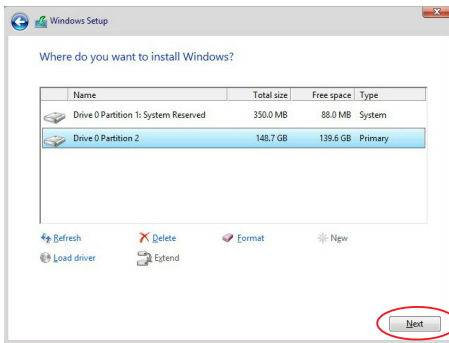 Windows Setup
Where do you want to install Windows?
Name Total size Free space Type
Drive 0 Partition 1: System Reserved 350.0 MB 88.0 MB System
Drive 0 Partition 2 148.7 GB 139.6 GB Primary
Refresh Delete Format New
Load driver Extend
Next